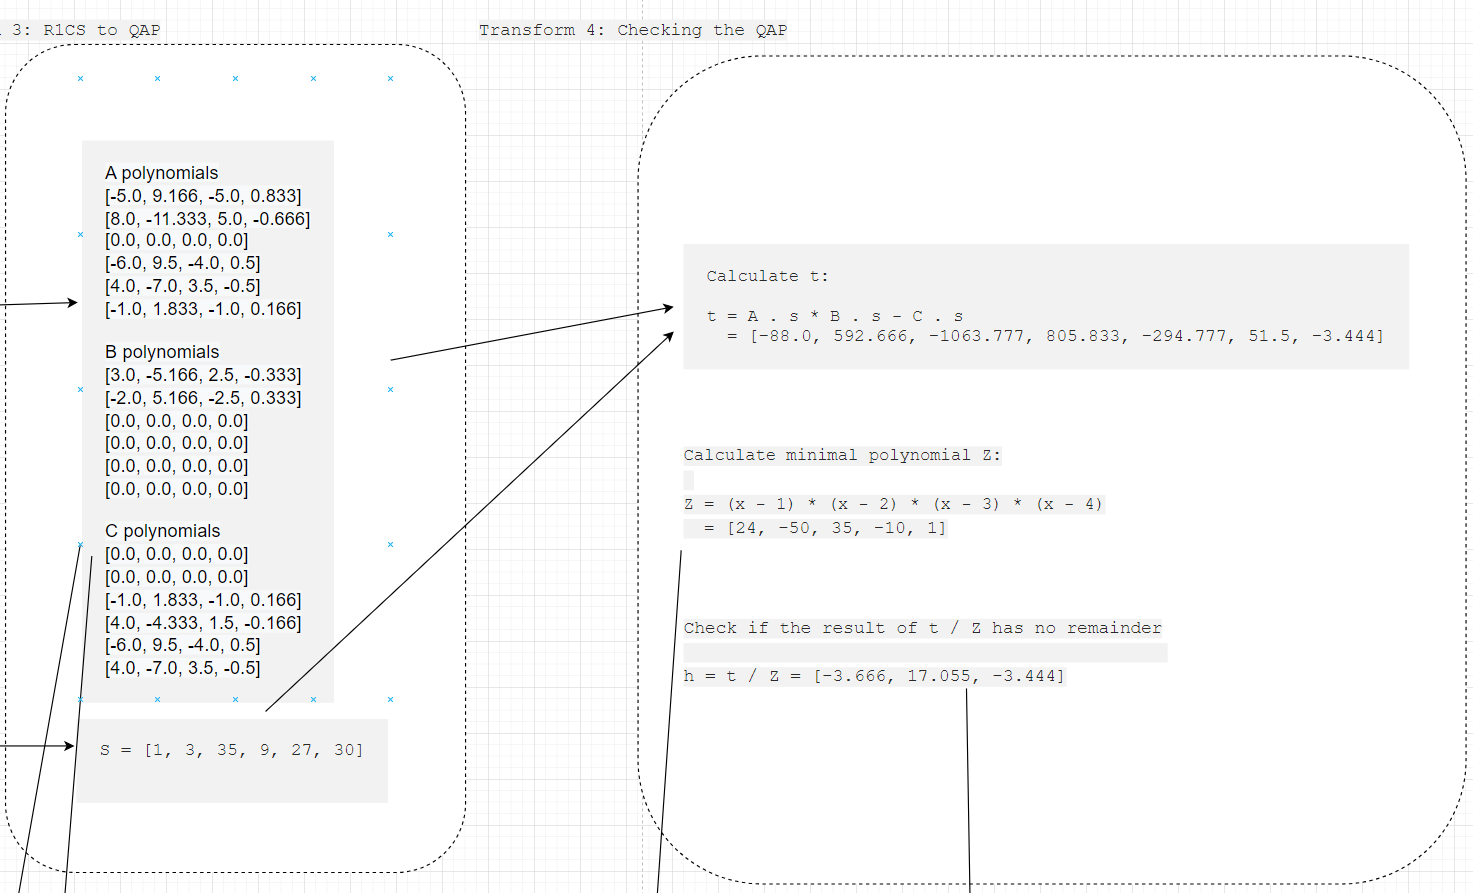 3: R1CS to QAP
A polynomials
[-5.0, 9.166, -5.0, 0.833]
[8.0, -11.333, 5.0, -0.666]
[0.0, 0.0, 0.0, 0.0]
[-6.0, 9.5, -4.0, 0.5]
[4.0, -7.0, 3.5, -0.5]
[-1.0, 1.833, -1.0, 0.166]
B polynomials
[3.0, -5.166, 2.5, -0.333]
[-2.0, 5.166, -2.5, 0.333]
[0.0, 0.0, 0.0, 0.0]
[0.0, 0.0, 0.0, 0.0]
[0.0, 0.0, 0.0, 0.0]
[0.0, 0.0, 0.0, 0.0]
C polynomials
[0.0, 0.0, 0.0, 0.0]
[0.0, 0.0, 0.0, 0.0]
[-1.0, 1.833, -1.0, 0.166]
[4.0, -4.333, 1.5, -0.166]
[-6.0, 9.5, -4.0, 0.5]
[4.0, -7.0, 3.5, -0.5]
S = [1, 3, 35, 9, 27, 30]
Transform 4: Checking the QAP
Calculate t:
t = A . s * B . s - C . s
= [-88.0, 592.666, -1063.777, 805.833, -294.777, 51.5, -3.444]
Calculate minimal polynomial Z:
Z = (x - 1) * (x - 2) * (x - 3) * (x - 4)
= [24, -50, 35, -10, 1]
Check if the result of t / Z has no remainder
h = t / Z = [-3.666, 17.055, -3.444]